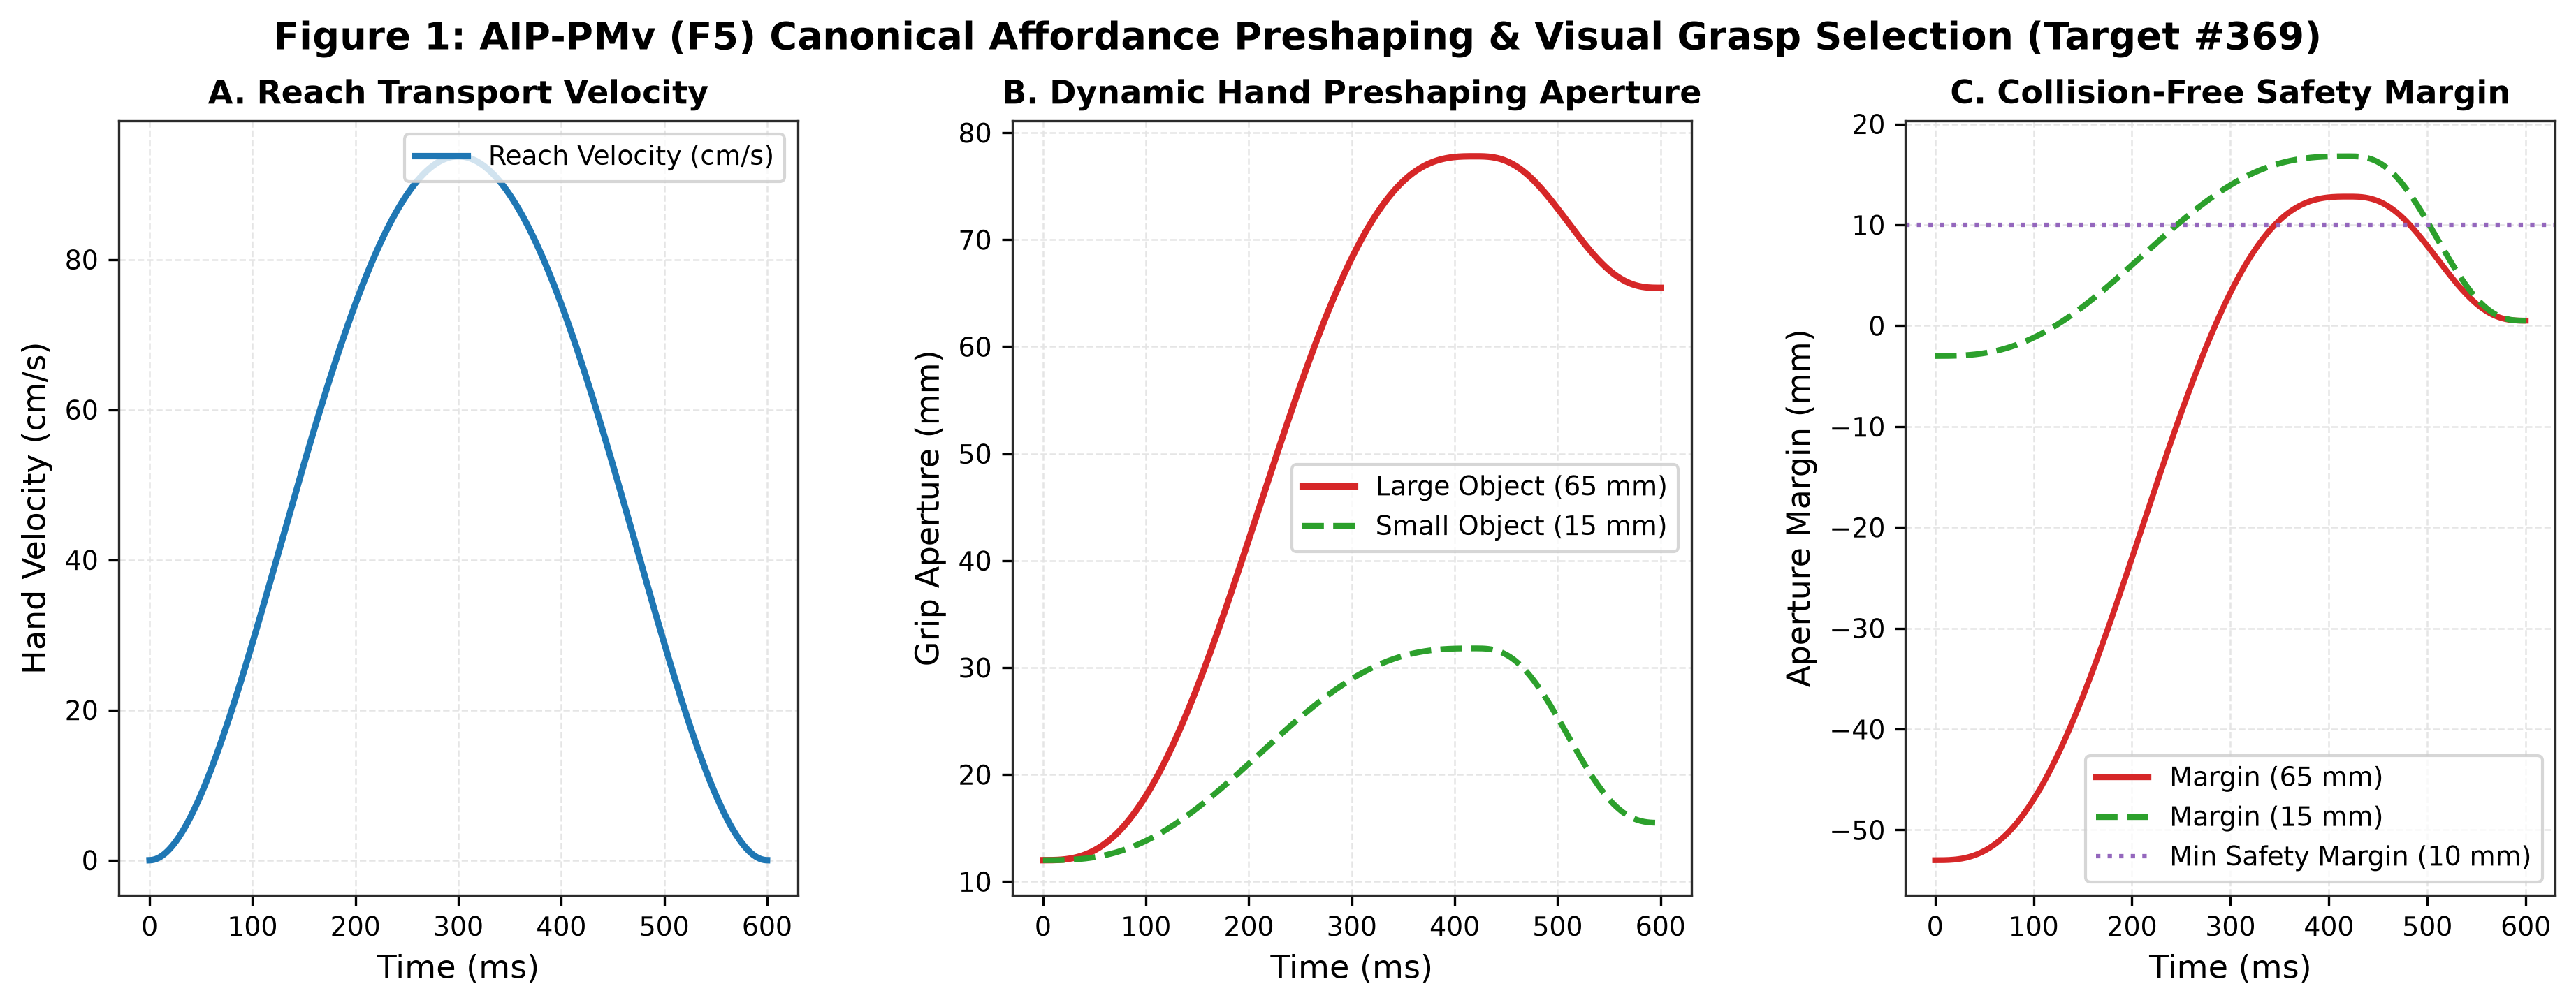 Figure 1: AIP-PMv (F5) Canonical Affordance Preshaping & Visual Grasp Selection (Target #369)
A. Reach Transport Velocity
Reach Velocity (cm/s)
Hand Velocity (cm/s)
80
60
40
20
0
0 100 200 300 400 500 600
Time (ms)
B. Dynamic Hand Preshaping Aperture
Grip Aperture (mm)
80
70
60
50
40
30
20
10
Large Object (65 mm)
Small Object (15 mm)
0 100 200 300 400 500 600
Time (ms)
C. Collision-Free Safety Margin
Aperture Margin (mm)
20
10
0
−10
−20
−30
−40
−50
Margin (65 mm)
Margin (15 mm)
Min Safety Margin (10 mm)
0 100 200 300 400 500 600
Time (ms)